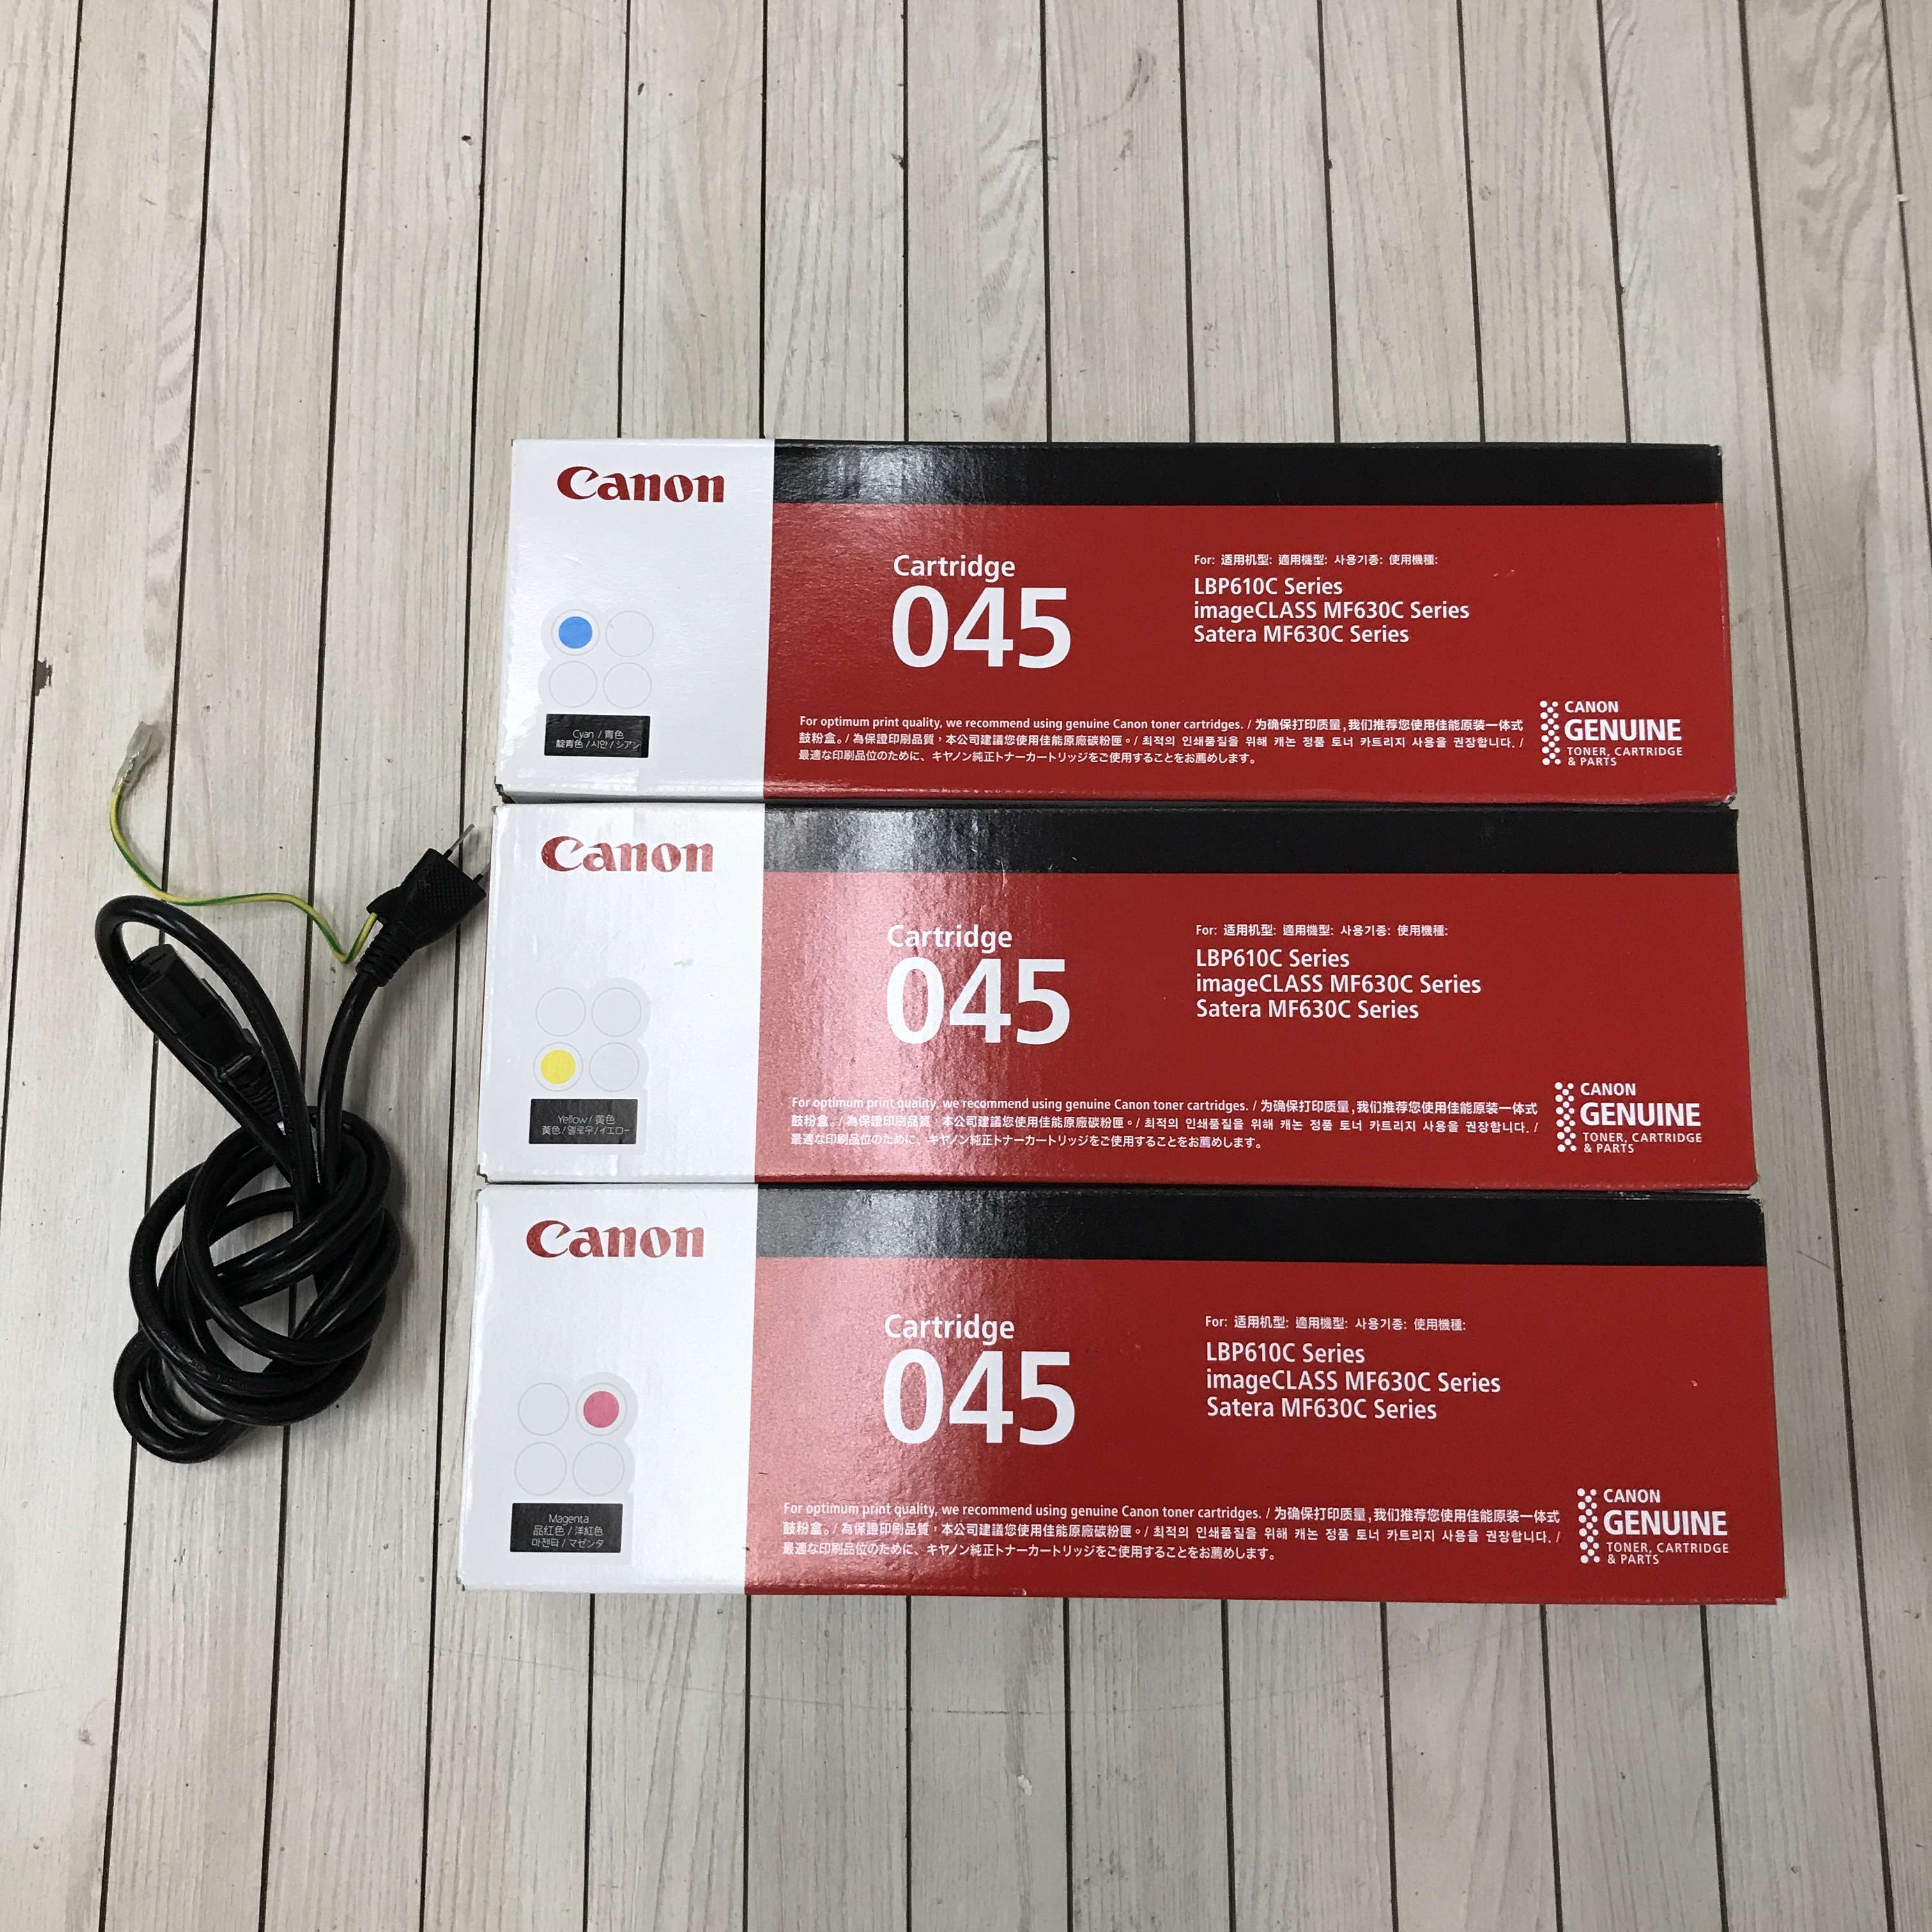 Canon
Cartridge
045
For: 适用机型: 適用機型: 사용기종: 使用機種:
LBP610C Series
imageCLASS MF630C Series
Satera MF630C Series
Cyan / 青色
靛青色 / 시안 / シアン
For optimum print quality, we recommend using genuine Canon toner cartridges. / 为确保打印质量,我们推荐您使用佳能原装一体式
鼓粉盒。/ 為保證印刷品質，本公司建議您使用佳能原廠碳粉匣。/ 최적의 인쇄품질을 위해 캐논 정품 토너 카트리지 사용을 권장합니다. /
最適な印刷品位のために、キヤノン純正トナーカートリッジをご使用することをお薦めします。
CANON
GENUINE
TONER, CARTRIDGE
& PARTS
Canon
Cartridge
045
For: 适用机型: 適用機型: 사용기종: 使用機種:
LBP610C Series
imageCLASS MF630C Series
Satera MF630C Series
Yellow / 黄色
黃色 / 옐로우 / イエロー
For optimum print quality, we recommend using genuine Canon toner cartridges. / 为确保打印质量,我们推荐您使用佳能原装一体式
鼓粉盒。/ 為保證印刷品質，本公司建議您使用佳能原廠碳粉匣。/ 최적의 인쇄품질을 위해 캐논 정품 토너 카트리지 사용을 권장합니다. /
最適な印刷品位のために、キヤノン純正トナーカートリッジをご使用することをお薦めします。
CANON
GENUINE
TONER, CARTRIDGE
& PARTS
Canon
Cartridge
045
For: 适用机型: 適用機型: 사용기종: 使用機種:
LBP610C Series
imageCLASS MF630C Series
Satera MF630C Series
Magenta
品红色 / 洋紅色
마젠타 / マゼンタ
For optimum print quality, we recommend using genuine Canon toner cartridges. / 为确保打印质量,我们推荐您使用佳能原装一体式
鼓粉盒。/ 為保證印刷品質，本公司建議您使用佳能原廠碳粉匣。/ 최적의 인쇄품질을 위해 캐논 정품 토너 카트리지 사용을 권장합니다. /
最適な印刷品位のために、キヤノン純正トナーカートリッジをご使用することをお薦めします。
CANON
GENUINE
TONER, CARTRIDGE
& PARTS